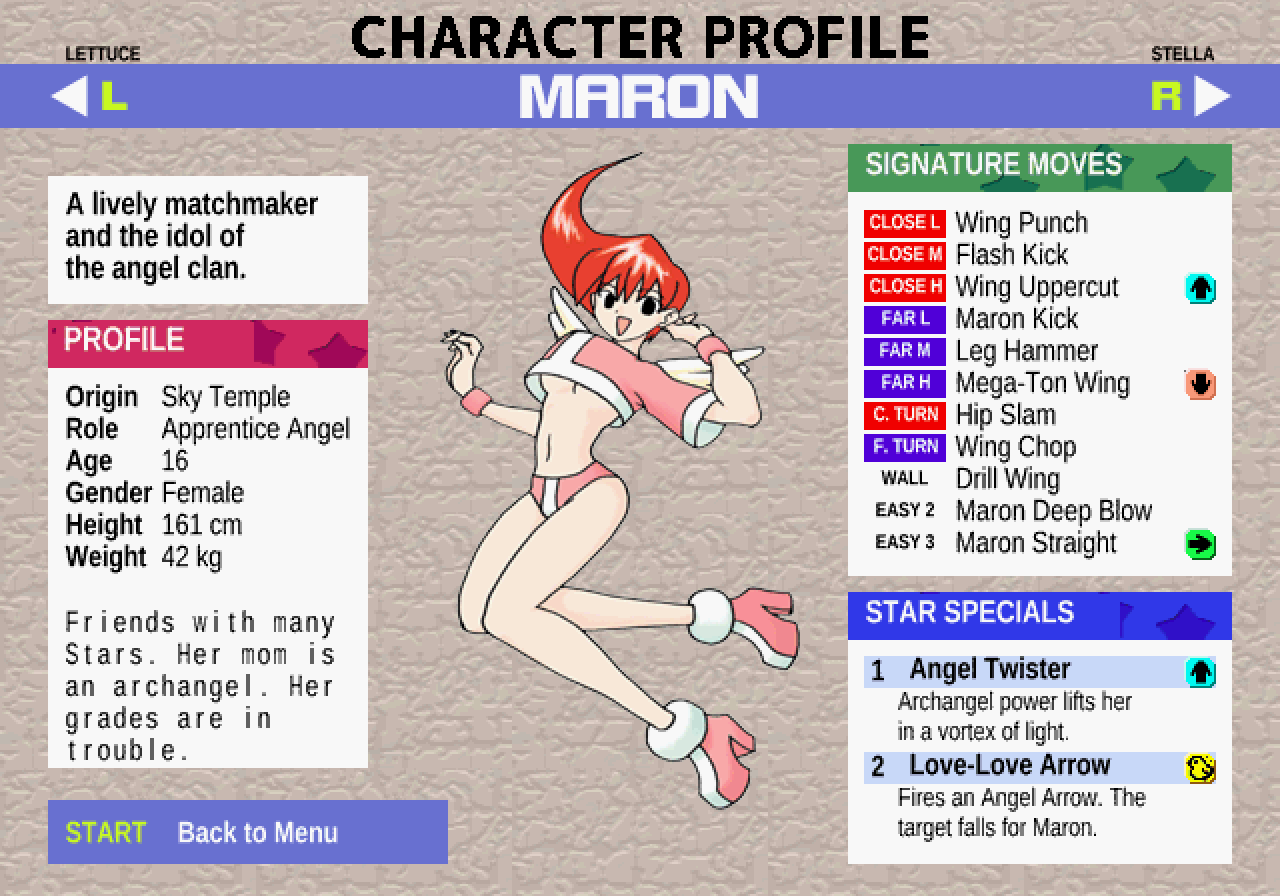 CHARACTER PROFILE
LETTUCE
STELLA
L
MARON
R
A lively matchmaker
and the idol of
the angel clan.
PROFILE
Origin Sky Temple
Role Apprentice Angel
Age 16
Gender Female
Height 161 cm
Weight 42 kg
Friends with many
Stars. Her mom is
an archangel. Her
grades are in
trouble.
START Back to Menu
SIGNATURE MOVES
CLOSE L Wing Punch
CLOSE M Flash Kick
CLOSE H Wing Uppercut
FAR L Maron Kick
FAR M Leg Hammer
FAR H Mega-Ton Wing
C. TURN Hip Slam
F. TURN Wing Chop
WALL Drill Wing
EASY 2 Maron Deep Blow
EASY 3 Maron Straight
STAR SPECIALS
1 Angel Twister
Archangel power lifts her
in a vortex of light.
2 Love-Love Arrow
Fires an Angel Arrow. The
target falls for Maron.